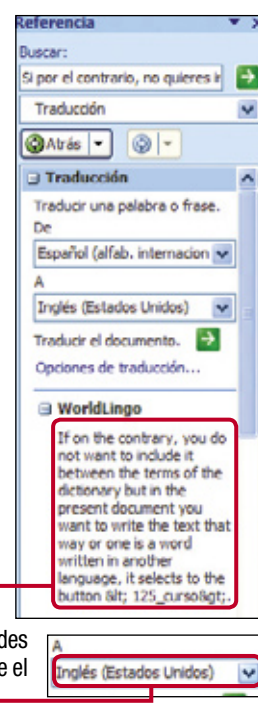 Referencia
Buscar:
Si por el contrario, no quieres ir
Traducción
Atrás
Traducción
Traducir una palabra o frase.
De
Español (alfab. internacion
A
Inglés (Estados Unidos)
Traducir el documento.
Opciones de traducción...
WorldLingo
If on the contrary, you do
not want to include it
between the terms of the
dictionary but in the
present document you
want to write the text that
way or one is a word
written in another
language, it selects to the
button &lt; 125_curso&gt;.
des
e el
A
Inglés (Estados Unidos)